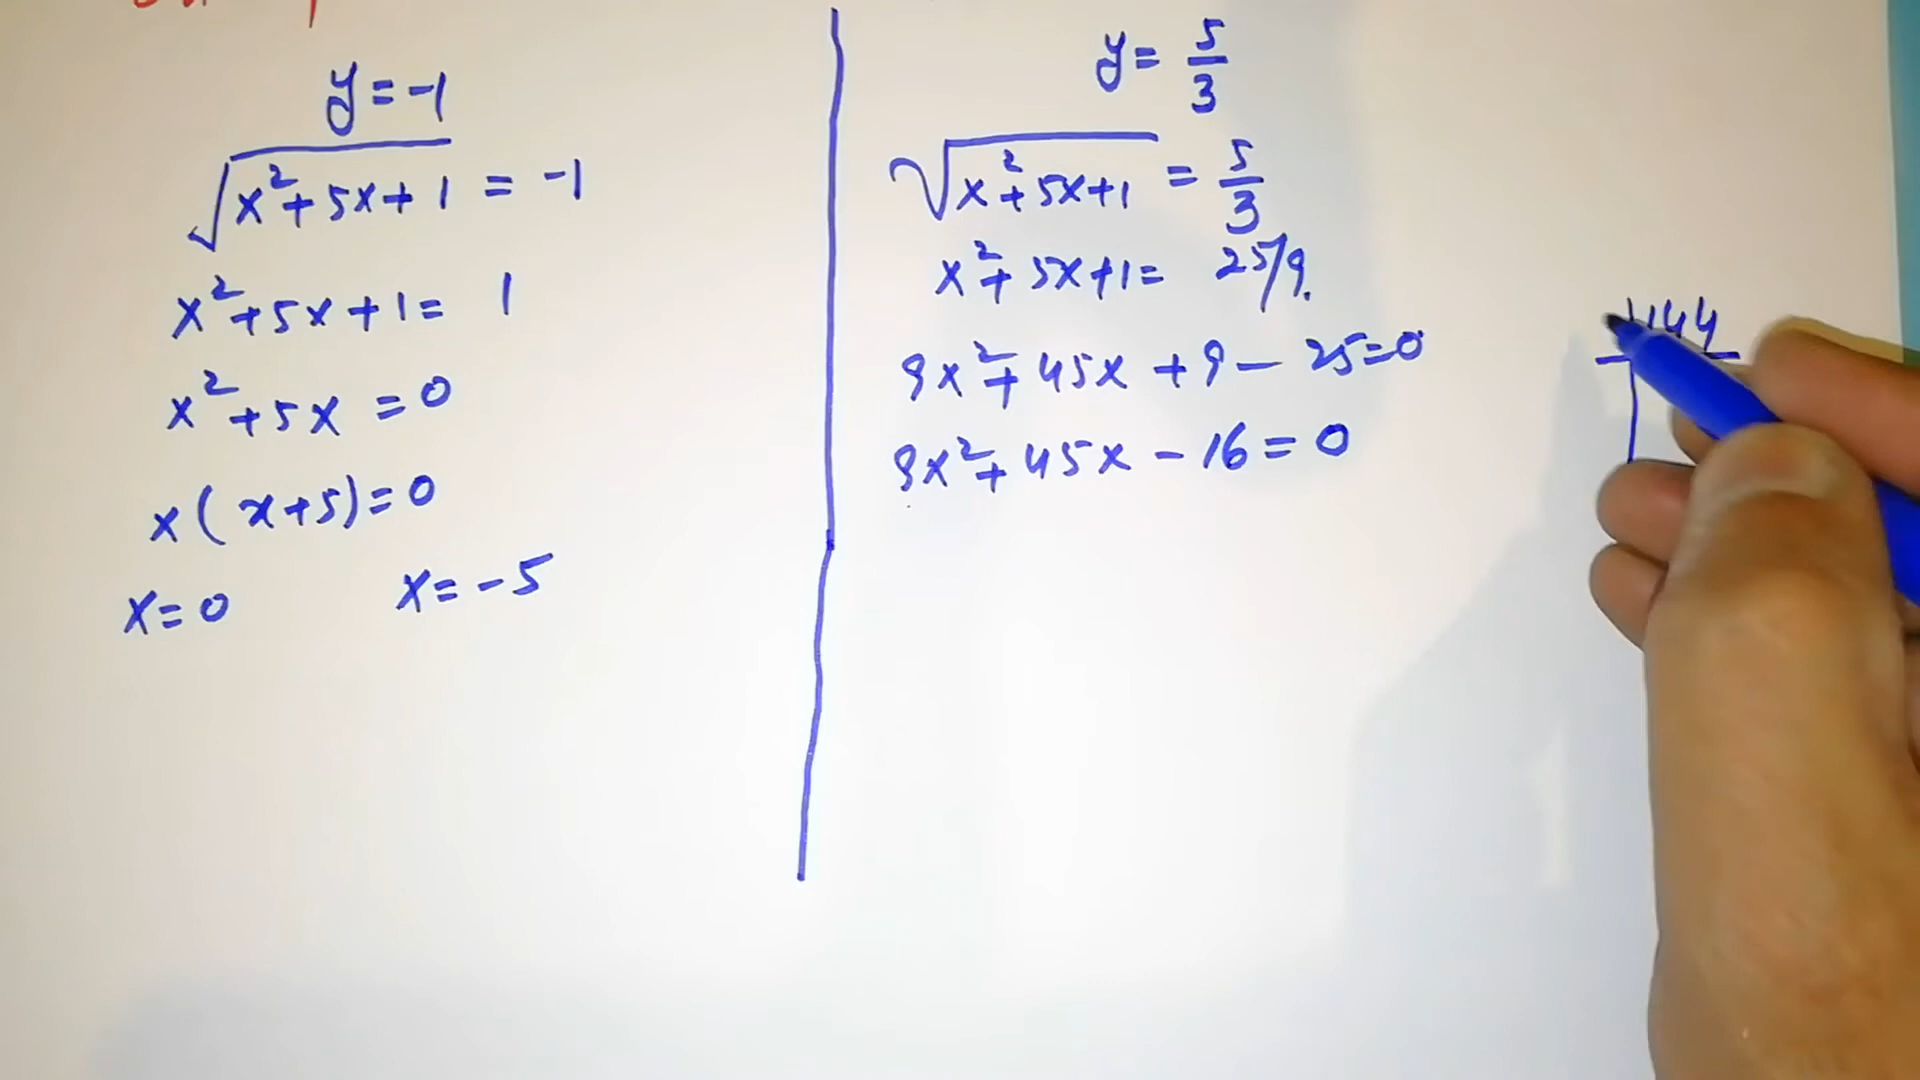 y = -1
√(x² + 5x + 1) = -1
x² + 5x + 1 = 1
x² + 5x = 0
x ( x + 5 ) = 0
x = 0 x = - 5
y = 5/3
√(x² + 5x + 1) = 5/3
x² + 5x + 1 = 25/9.
9x² + 45x + 9 - 25 = 0
9x² + 45x - 16 = 0
144